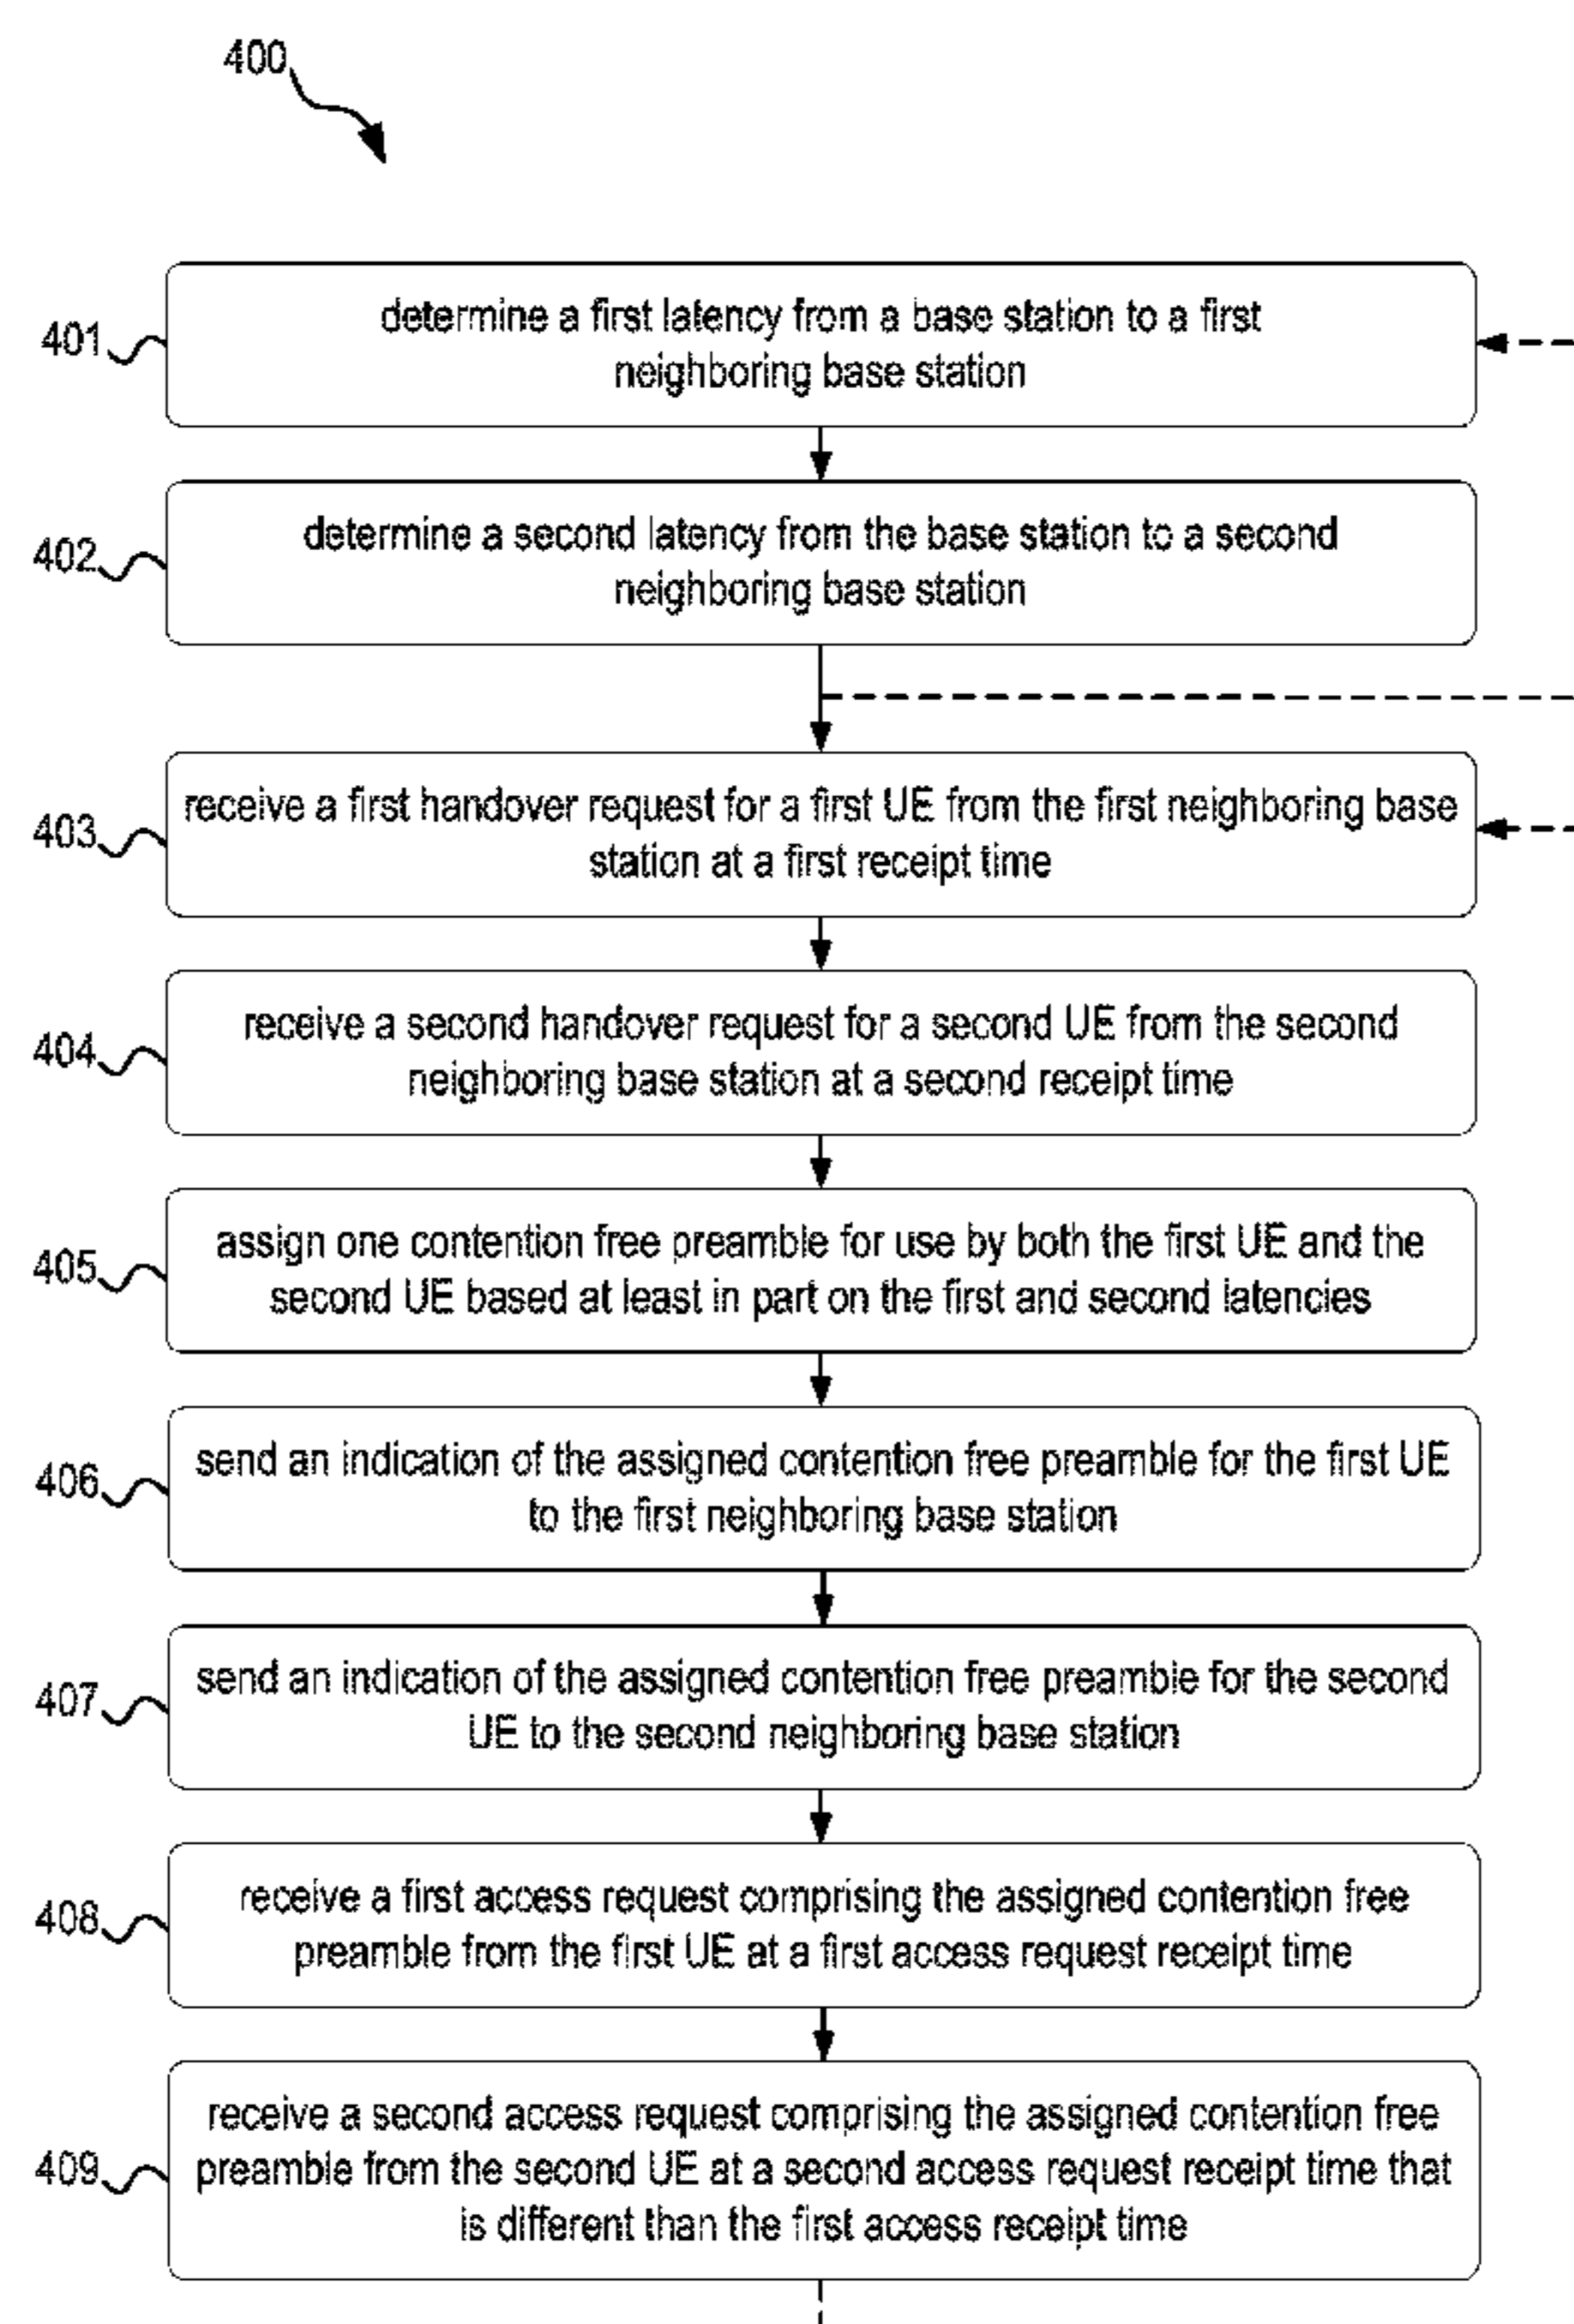 400
401
determine a first latency from a base station to a first
neighboring base station
402
determine a second latency from the base station to a second
neighboring base station
403
receive a first handover request for a first UE from the first neighboring base
station at a first receipt time
404
receive a second handover request for a second UE from the second
neighboring base station at a second receipt time
405
assign one contention free preamble for use by both the first UE and the
second UE based at least in part on the first and second latencies
406
send an indication of the assigned contention free preamble for the first UE
to the first neighboring base station
407
send an indication of the assigned contention free preamble for the second
UE to the second neighboring base station
408
receive a first access request comprising the assigned contention free
preamble from the first UE at a first access request receipt time
409
receive a second access request comprising the assigned contention free
preamble from the second UE at a second access request receipt time that
is different than the first access receipt time